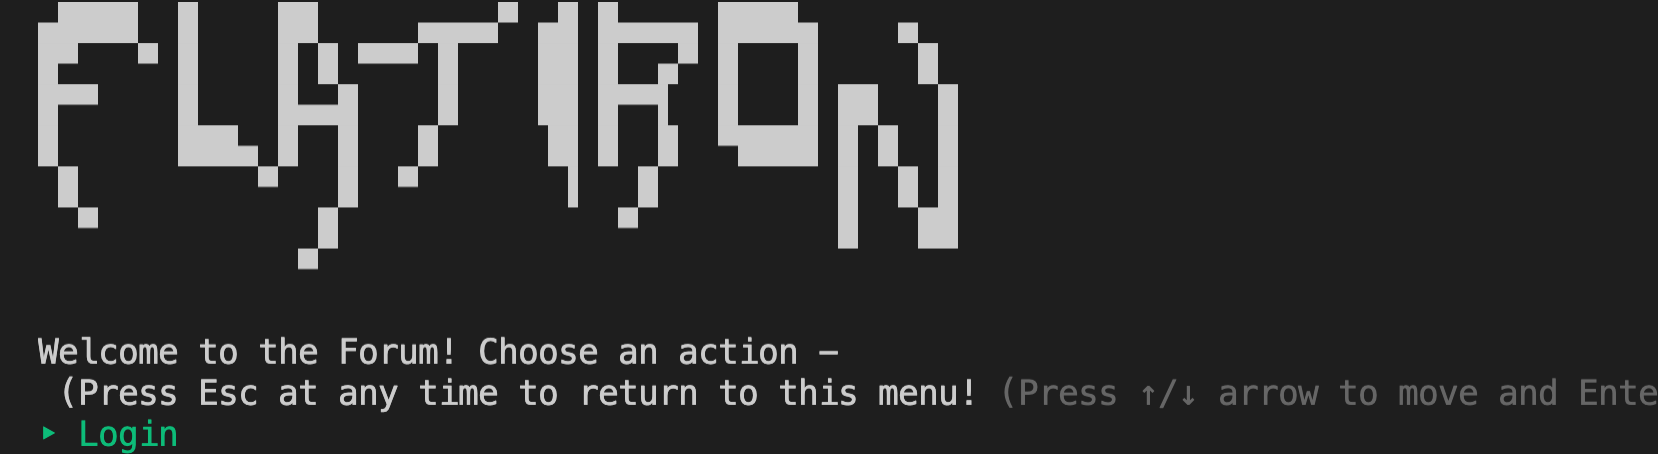 FLATIRON
Welcome to the Forum! Choose an action –
(Press Esc at any time to return to this menu! (Press ↑/↓ arrow to move and Ente
‣ Login